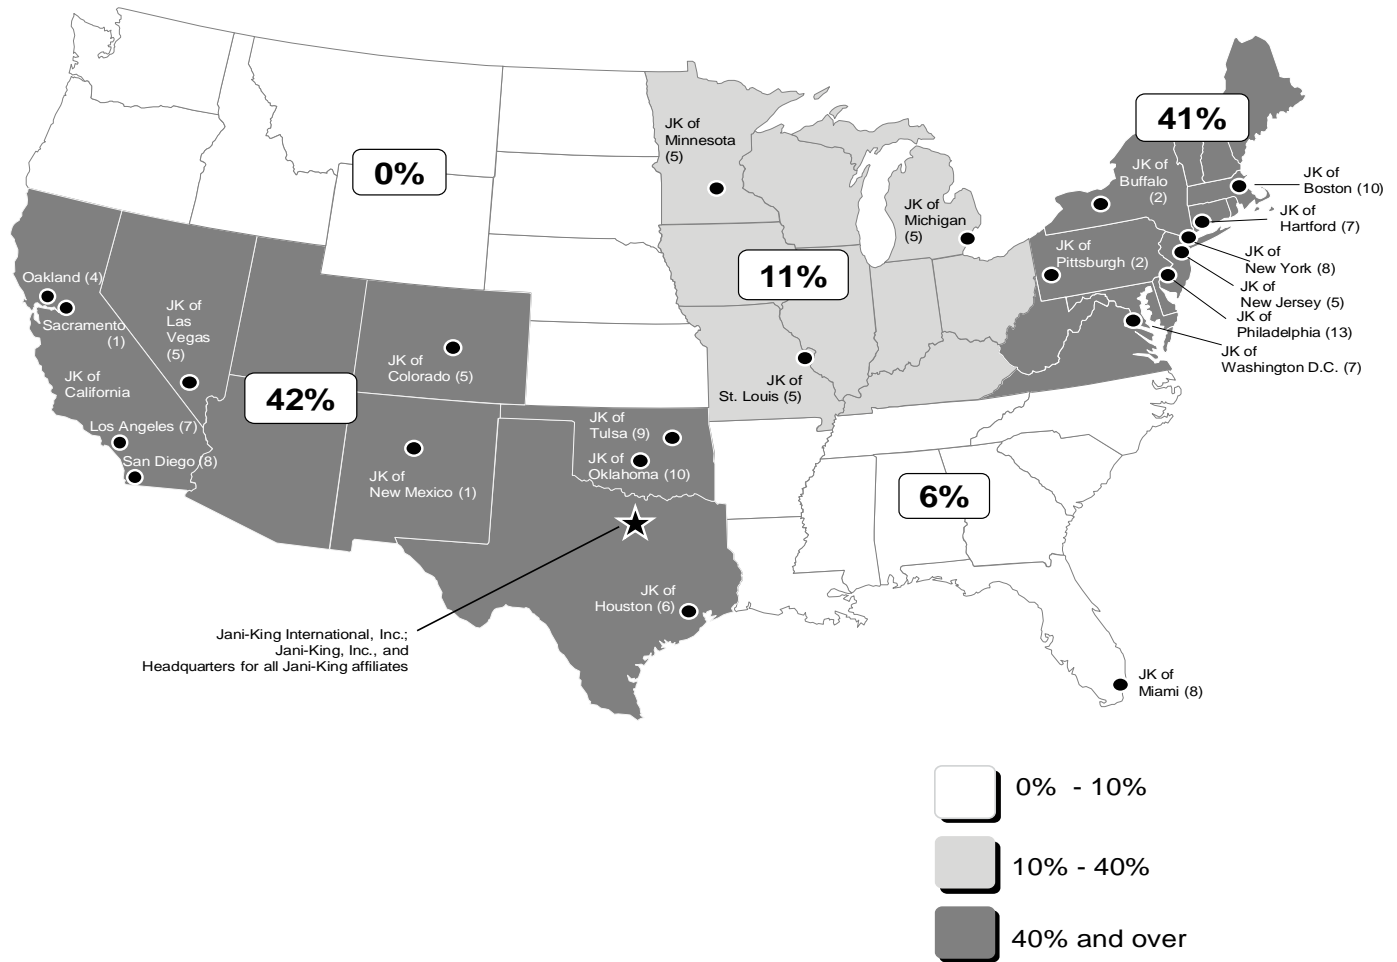 41%
JK of
Minnesota
(5)
JK of
Buffalo
(2)
JK of
Boston (10)
0%
JK of
Michigan
(5)
JK of
Hartford (7)
JK of
Pittsburgh (2)
JK of
New York (8)
11%
Oakland (4)
JK of
New Jersey (5)
Sacramento
(1)
JK of
Las
Vegas
(5)
JK of
Philadelphia (13)
JK of
Washington D.C. (7)
JK of
Colorado (5)
JK of
California
JK of
St. Louis (5)
42%
Los Angeles (7)
JK of
Tulsa (9)
San Diego (8)
JK of
Oklahoma (10)
JK of
New Mexico (1)
6%
JK of
Houston (6)
Jani-King International, Inc.;
Jani-King, Inc., and
Headquarters for all Jani-King affiliates
JK of
Miami (8)
0% - 10%
10% - 40%
40% and over